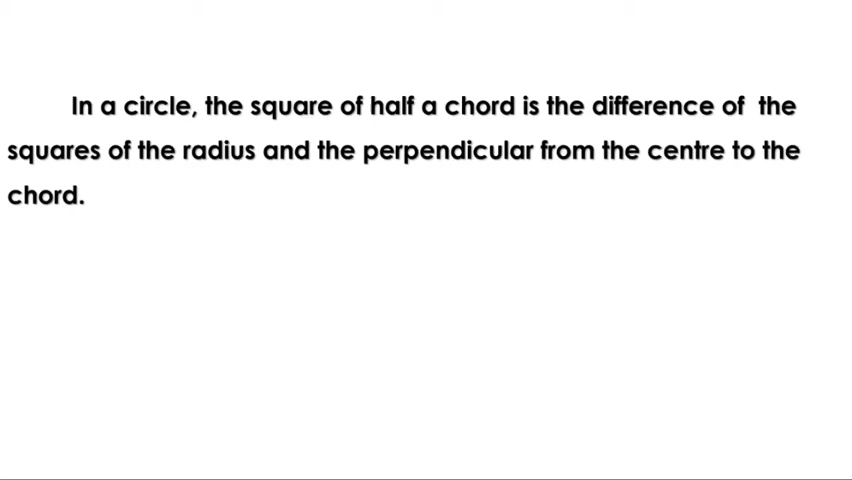 In a circle, the square of half a chord is the difference of the
squares of the radius and the perpendicular from the centre to the
chord.